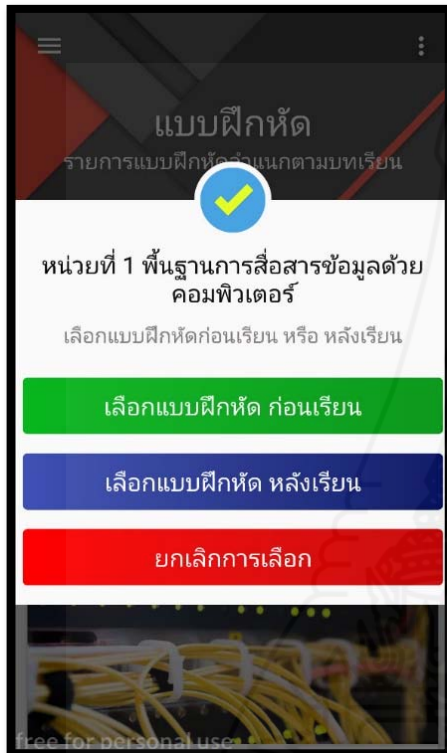 แบบฝึกหัด
รายการแบบฝึกหัดจำแนกตามบทเรียน
หน่วยที่ 1 พื้นฐานการสื่อสารข้อมูลด้วย
คอมพิวเตอร์
เลือกแบบฝึกหัดก่อนเรียน หรือ หลังเรียน
เลือกแบบฝึกหัด ก่อนเรียน
เลือกแบบฝึกหัด หลังเรียน
ยกเลิกการเลือก
free for personal use